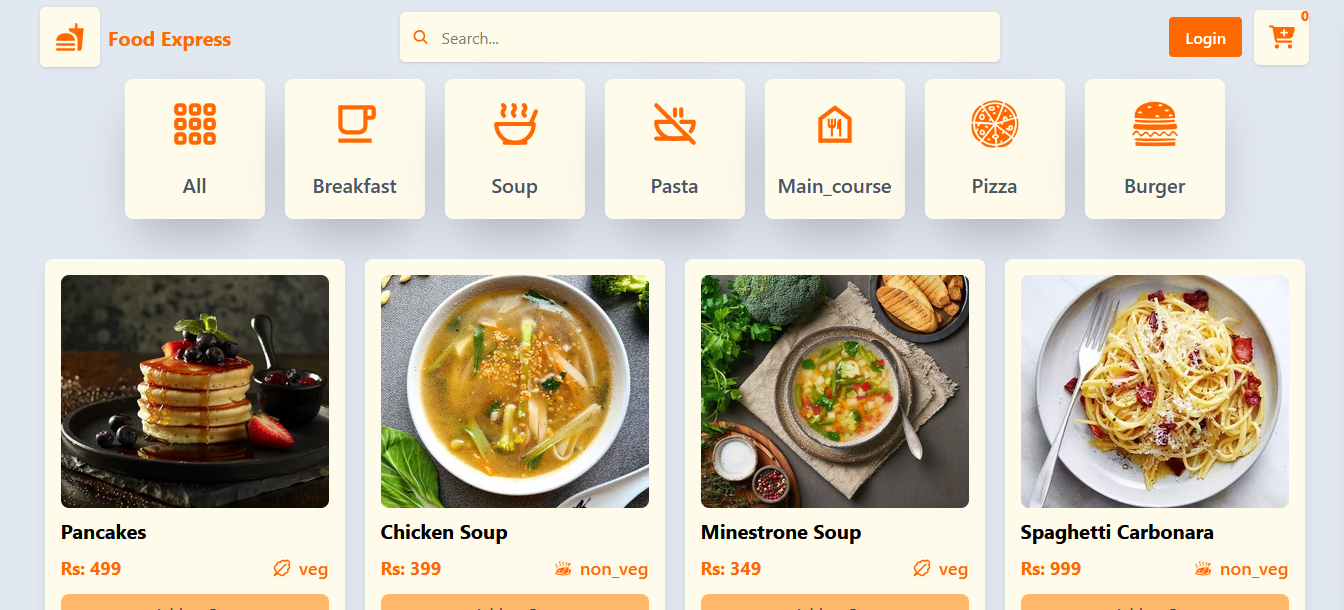 Food Express
Search...
Login
0
All
Breakfast
Soup
Pasta
Main_course
Pizza
Burger
Pancakes
Chicken Soup
Minestrone Soup
Spaghetti Carbonara
Rs: 499
veg
Rs: 399
non_veg
Rs: 349
veg
Rs: 999
non_veg